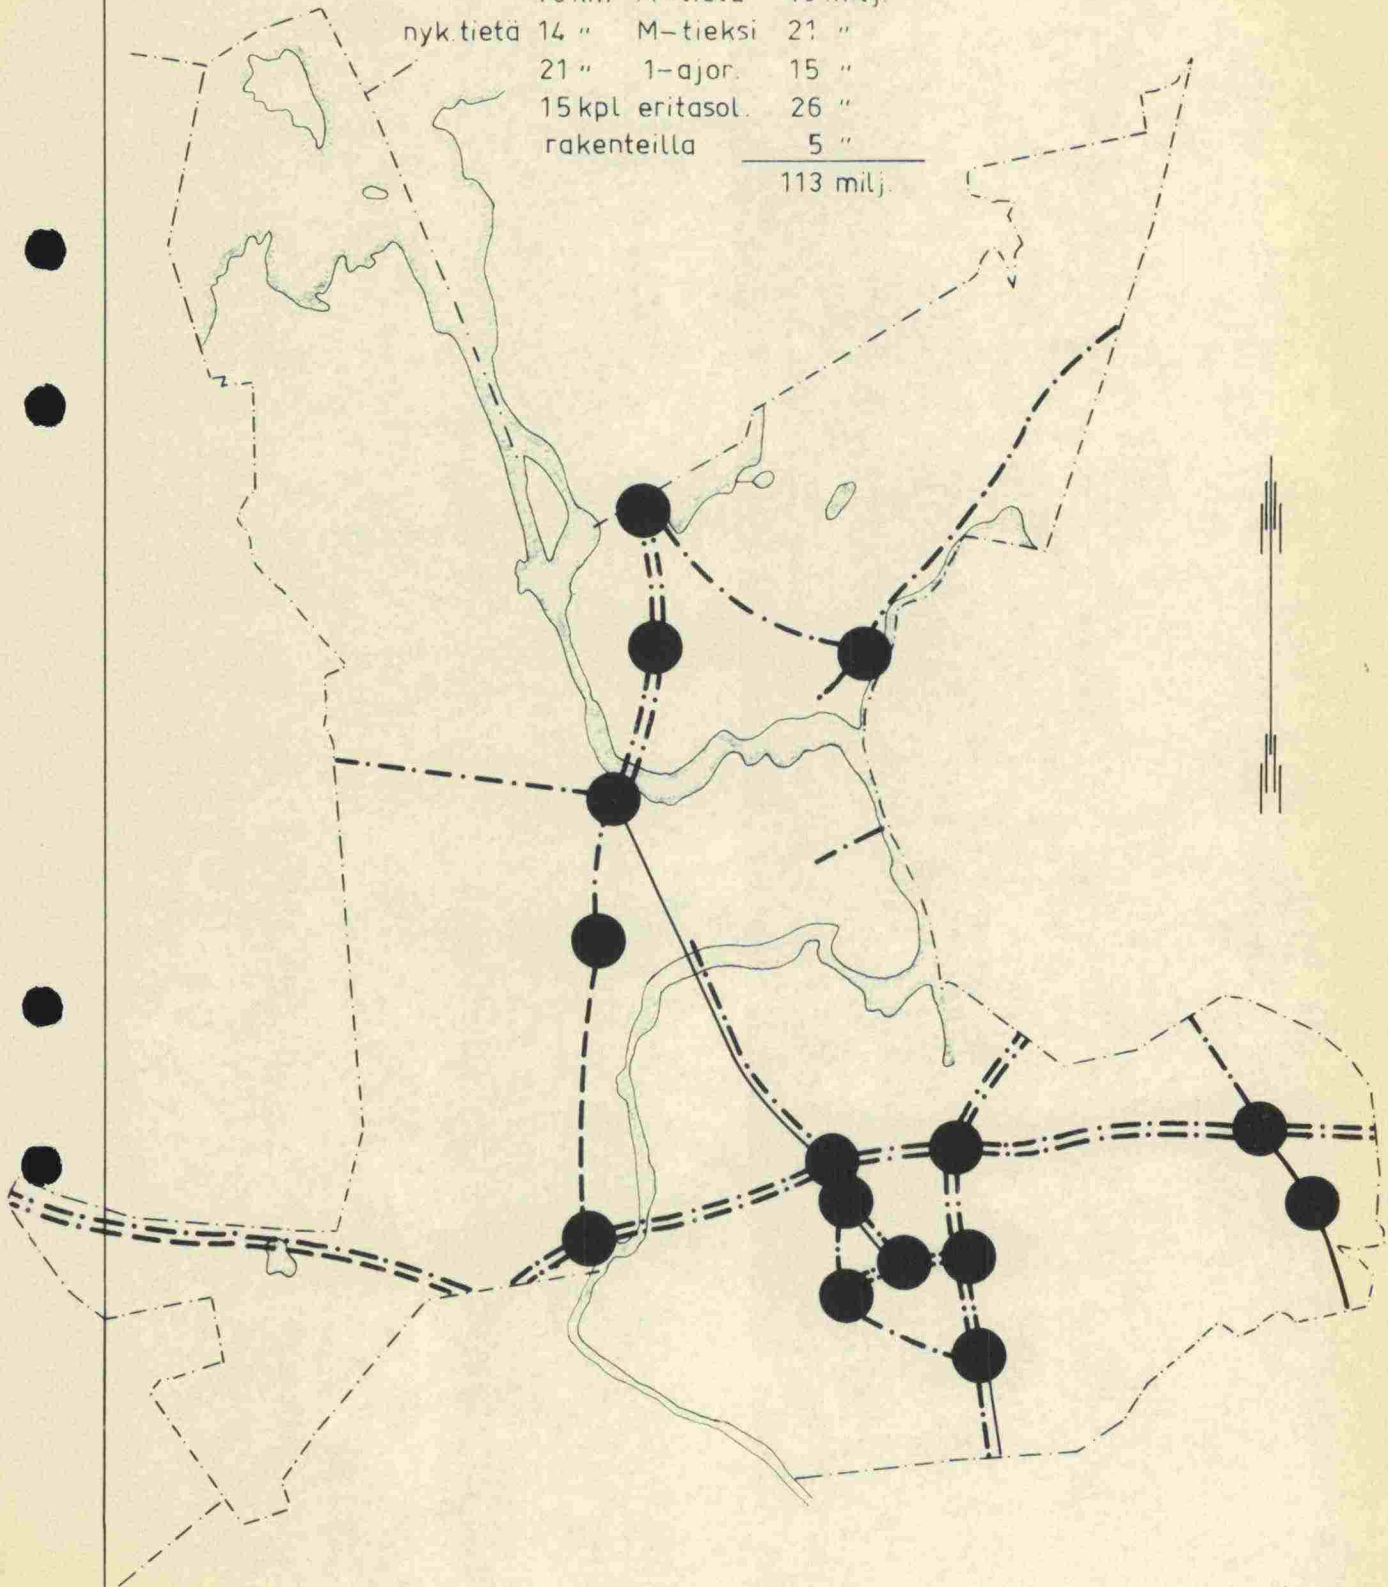 nyk. tietä 14 " M-tieksi 21 "
21 " 1-ajor. 15 "
15 kpl eritasol. 26 "
rakenteilla 5 "
113 milj.